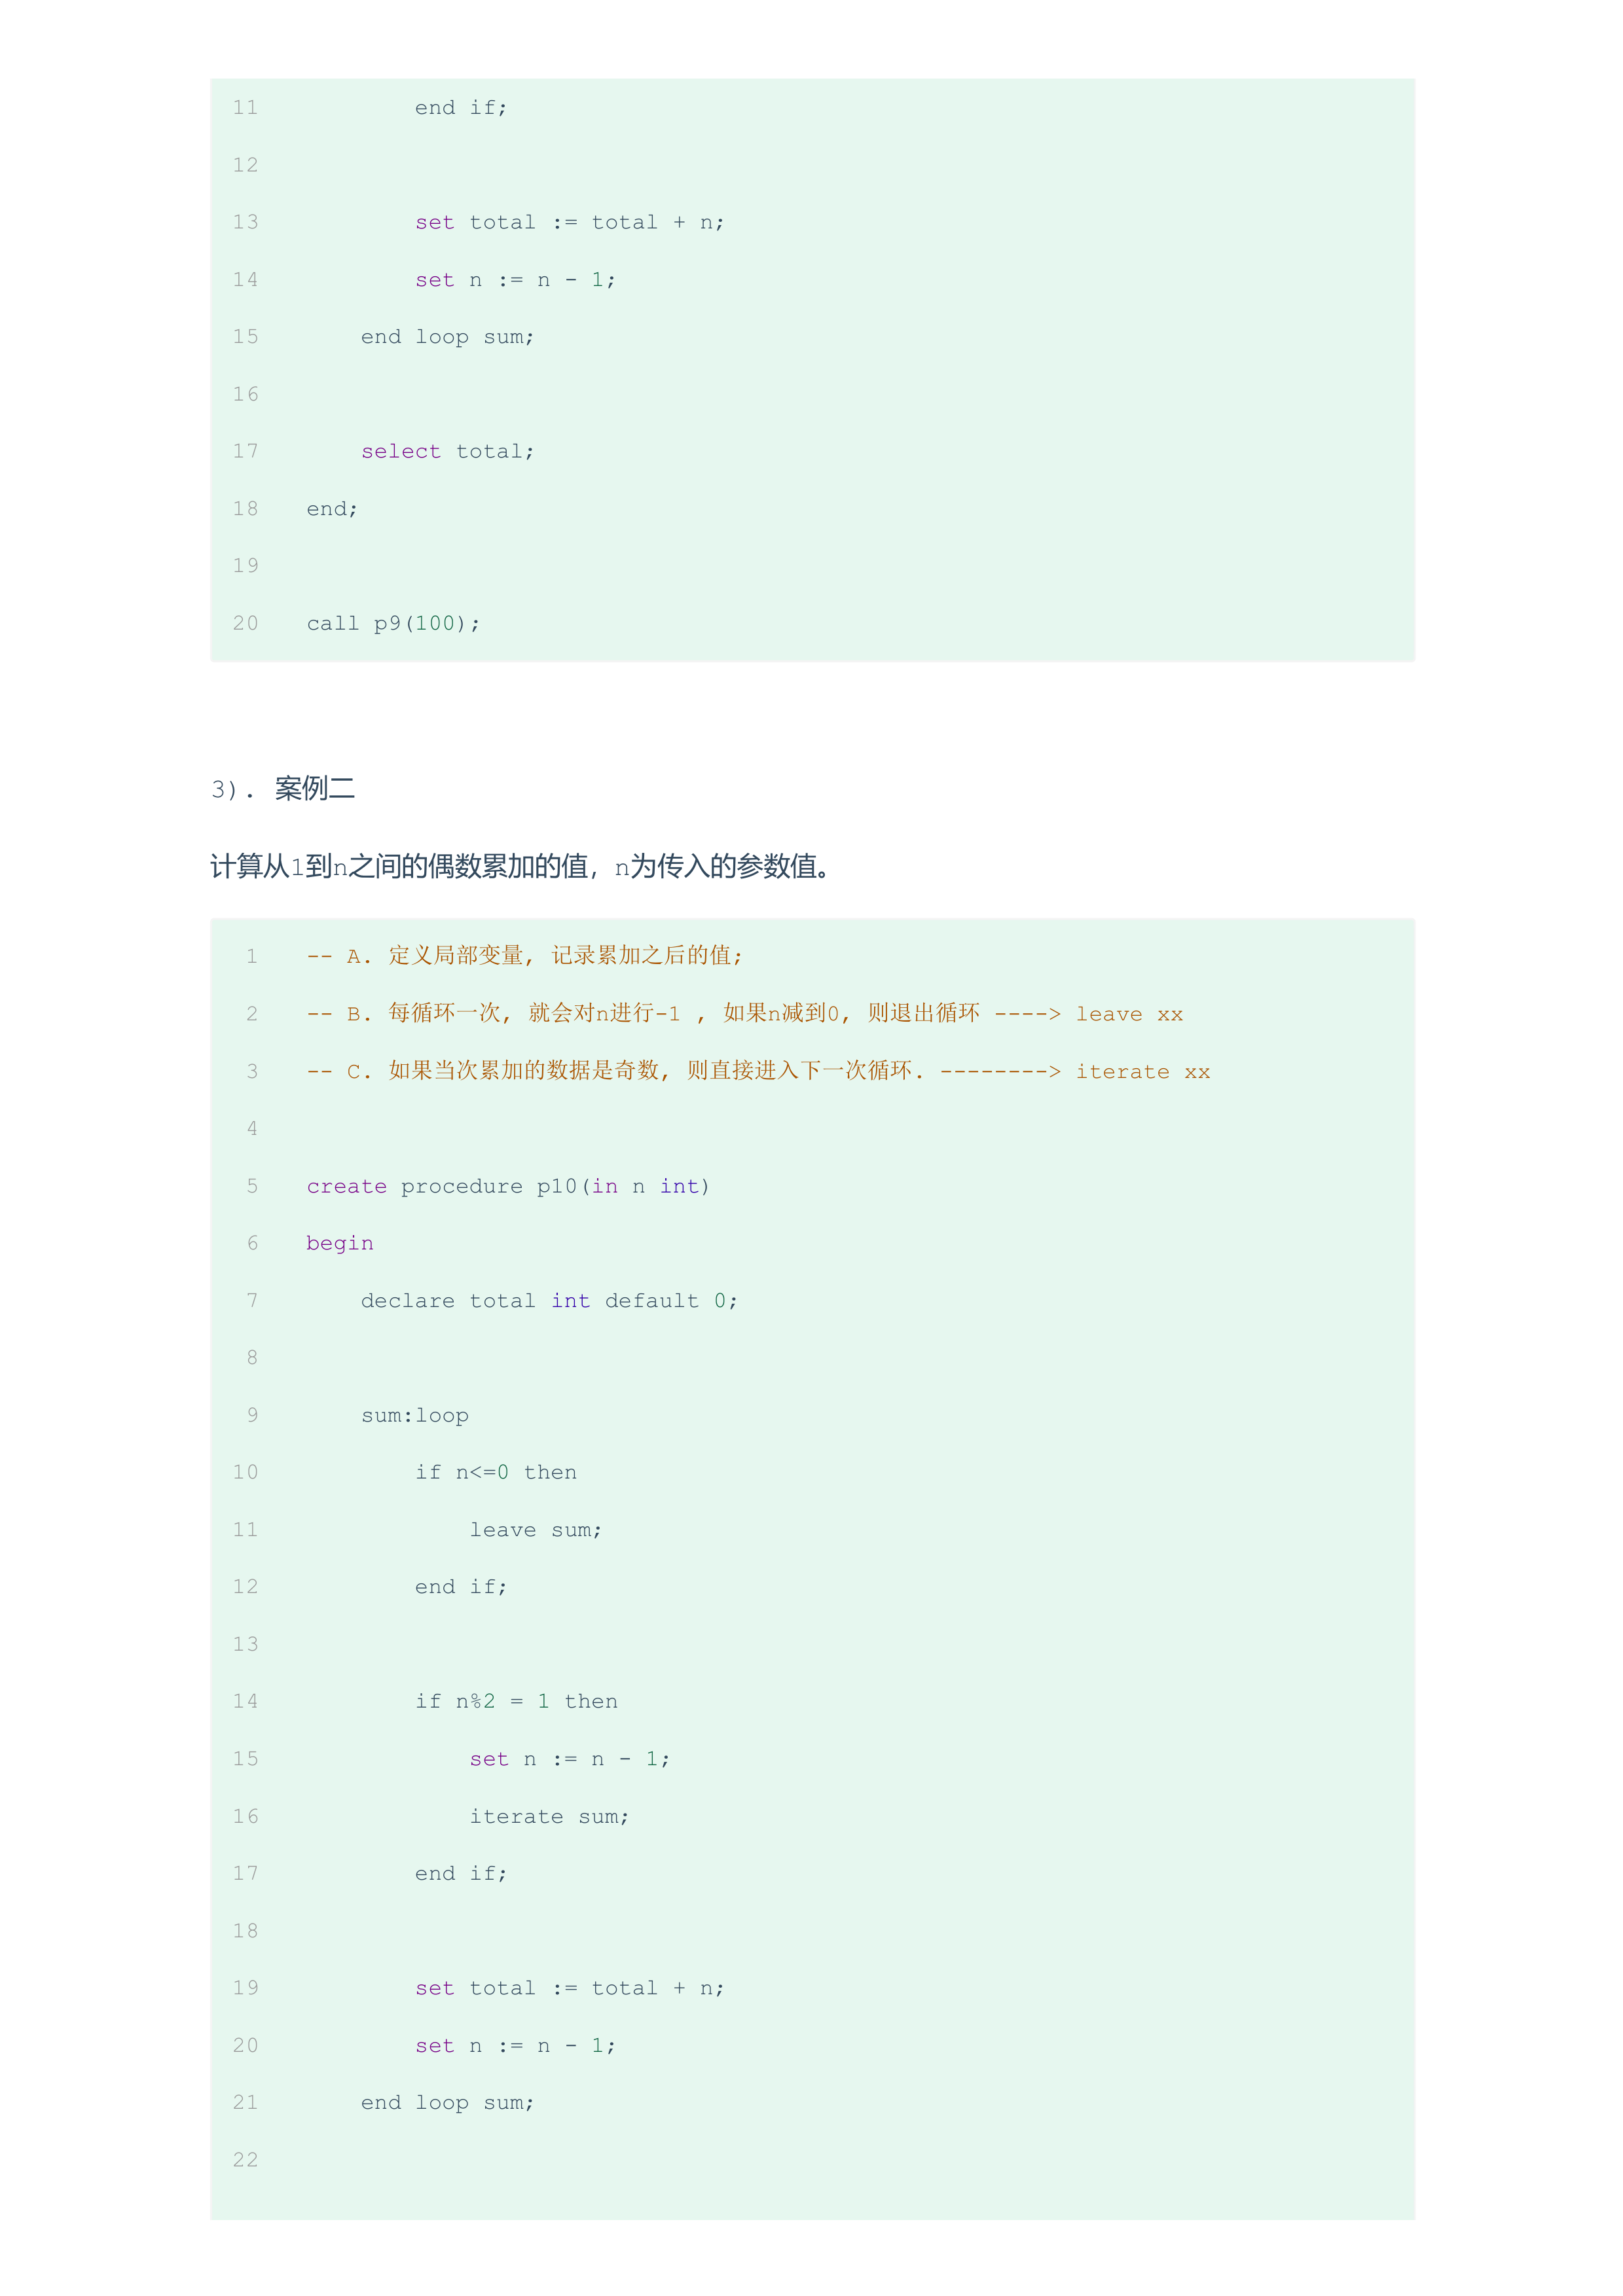 11 end if;
12
13 set total := total + n;
14 set n := n - 1;
15 end loop sum;
16
17 select total;
18 end;
19
20 call p9(100);
3). 案例二
计算从1到n之间的偶数累加的值，n为传入的参数值。
1 -- A. 定义局部变量, 记录累加之后的值;
2 -- B. 每循环一次, 就会对n进行-1 , 如果n减到0, 则退出循环 ----> leave xx
3 -- C. 如果当次累加的数据是奇数, 则直接进入下一次循环. --------> iterate xx
4
5 create procedure p10(in n int)
6 begin
7 declare total int default 0;
8
9 sum:loop
10 if n<=0 then
11 leave sum;
12 end if;
13
14 if n%2 = 1 then
15 set n := n - 1;
16 iterate sum;
17 end if;
18
19 set total := total + n;
20 set n := n - 1;
21 end loop sum;
22